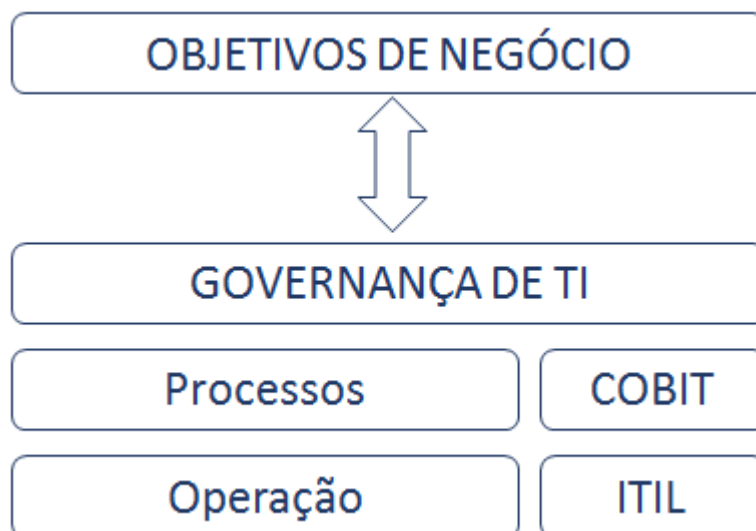 OBJETIVOS DE NEGÓCIO
GOVERNANÇA DE TI
Processos
COBIT
Operação
ITIL